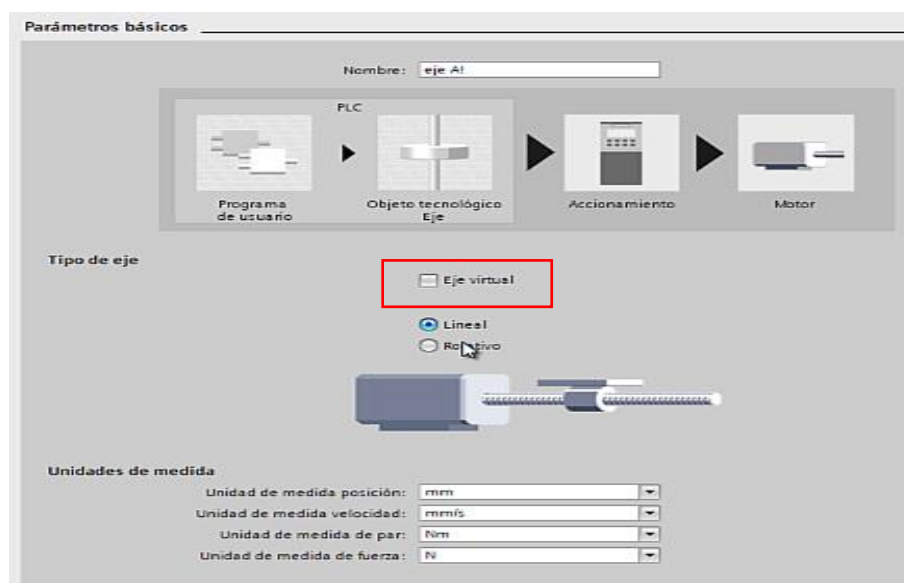 Parámetros básicos
Nombre: eje A!
PLC
Programa de usuario
Objeto tecnológico Eje
Accionamiento
Motor
Tipo de eje
Eje virtual
Lineal
Unidades de medida
Unidad de medida posición: mm
Unidad de medida velocidad: mm/s
Unidad de medida de par: Nm
Unidad de medida de fuerza: N